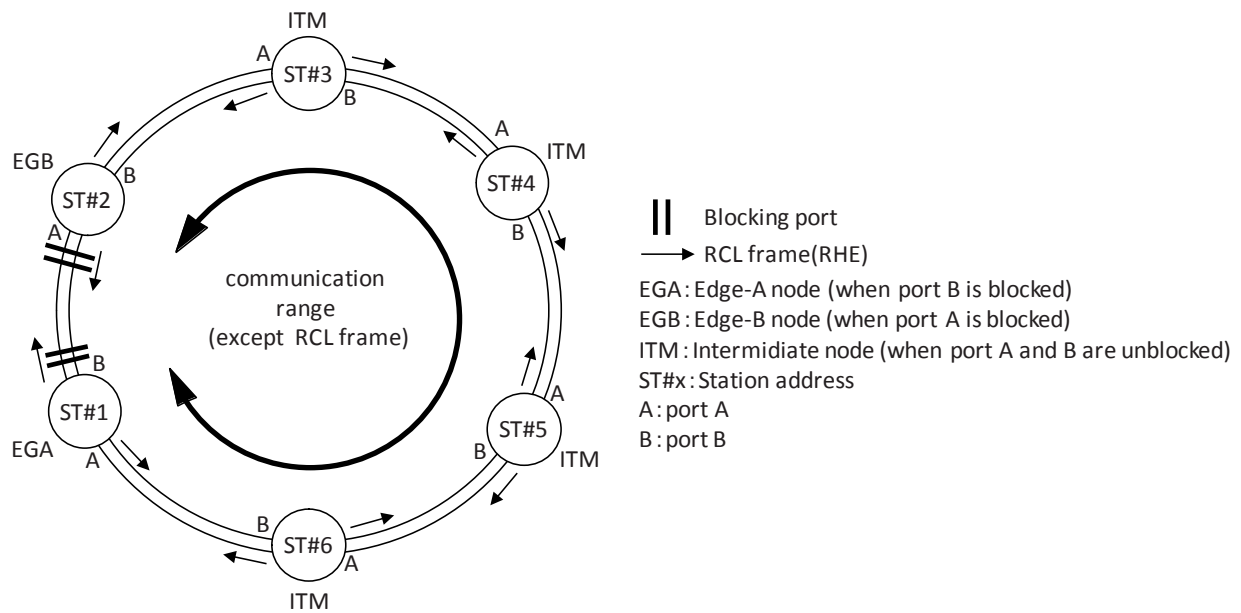 ITM
A
ST#3
B
EGB
ST#2
B
A
A
ITM
ST#4
B
communication
range
(except RCL frame)
B
ST#1
EGA
A
A
ST#5
B
ITM
B
ST#6
A
ITM
Blocking port
RCL frame(RHE)
EGA: Edge-A node (when port B is blocked)
EGB: Edge-B node (when port A is blocked)
ITM: Intermidiate node (when port A and B are unblocked)
ST#x: Station address
A: port A
B: port B